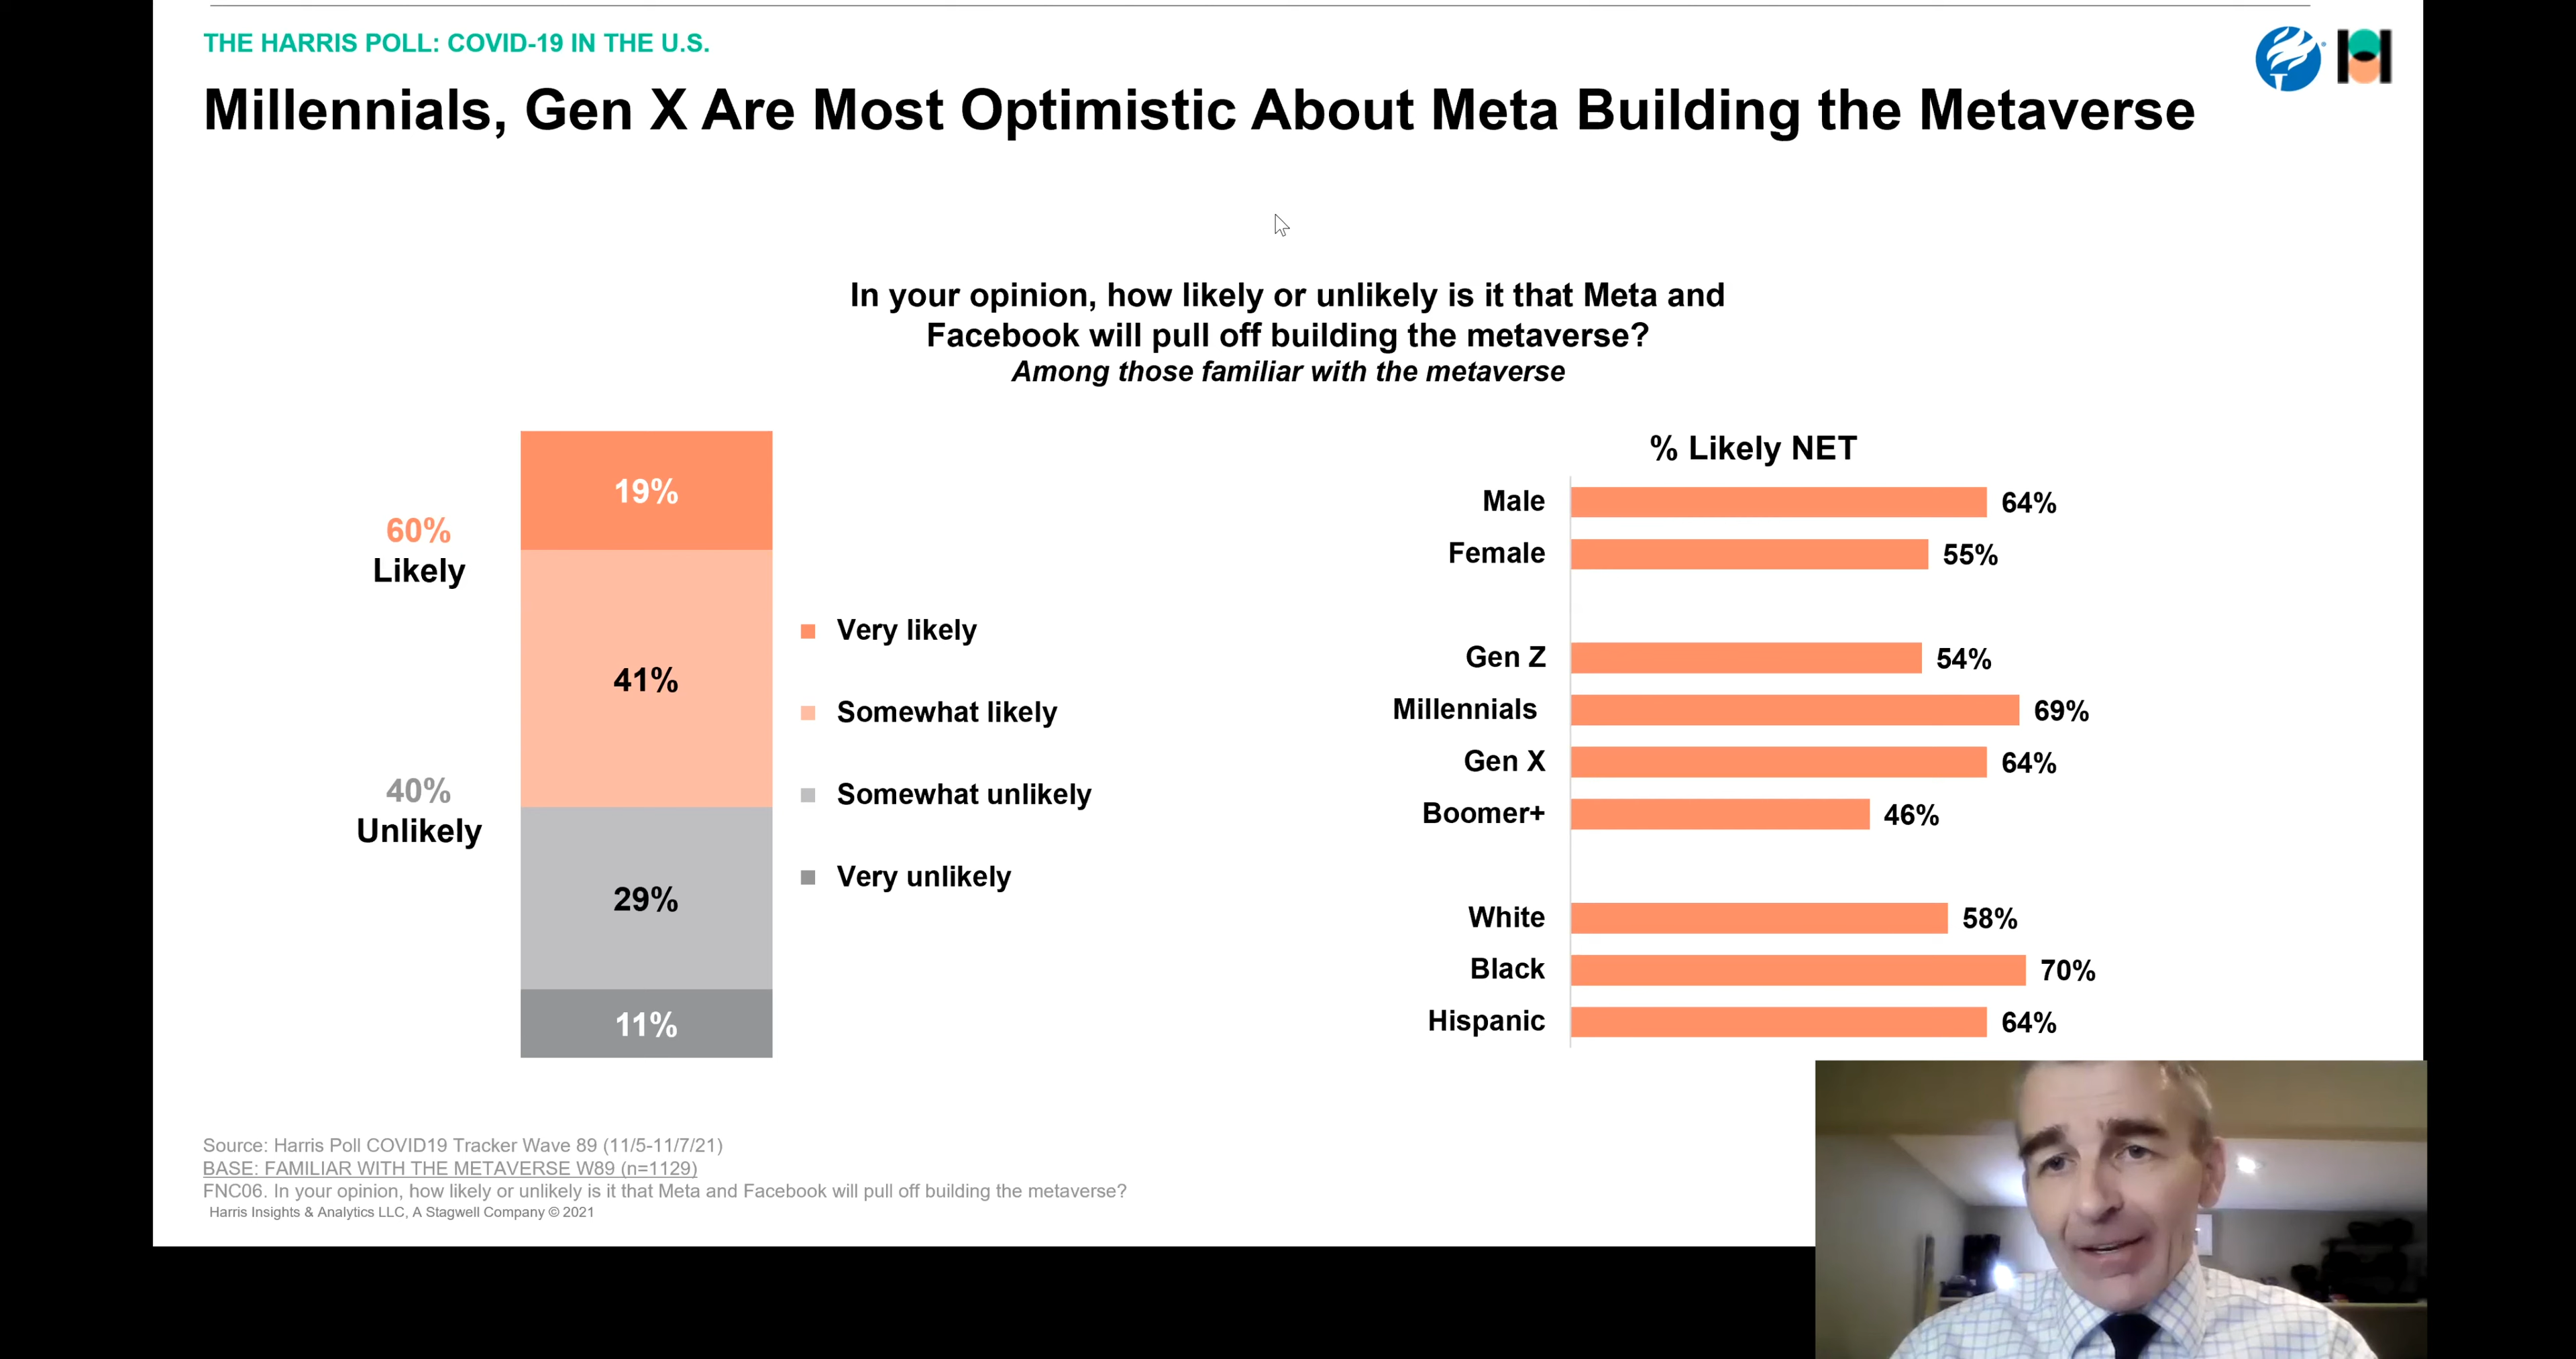 THE HARRIS POLL: COVID-19 IN THE U.S.
Millennials, Gen X Are Most Optimistic About Meta Building the Metaverse
In your opinion, how likely or unlikely is it that Meta and
Facebook will pull off building the metaverse?
Among those familiar with the metaverse
60%
Likely
40%
Unlikely
19%
41%
29%
11%
Very likely
Somewhat likely
Somewhat unlikely
Very unlikely
% Likely NET
Male 64%
Female 55%
Gen Z 54%
Millennials 69%
Gen X 64%
Boomer+ 46%
White 58%
Black 70%
Hispanic 64%
Source: Harris Poll COVID19 Tracker Wave 89 (11/5-11/7/21)
BASE: FAMILIAR WITH THE METAVERSE W89 (n=1129)
FNC06. In your opinion, how likely or unlikely is it that Meta and Facebook will pull off building the metaverse?
Harris Insights & Analytics LLC, A Stagwell Company © 2021